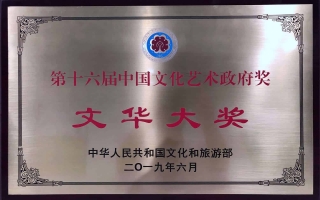 第十六届中国文化艺术政府奖
文华大奖
中华人民共和国文化和旅游部
二〇一九年六月